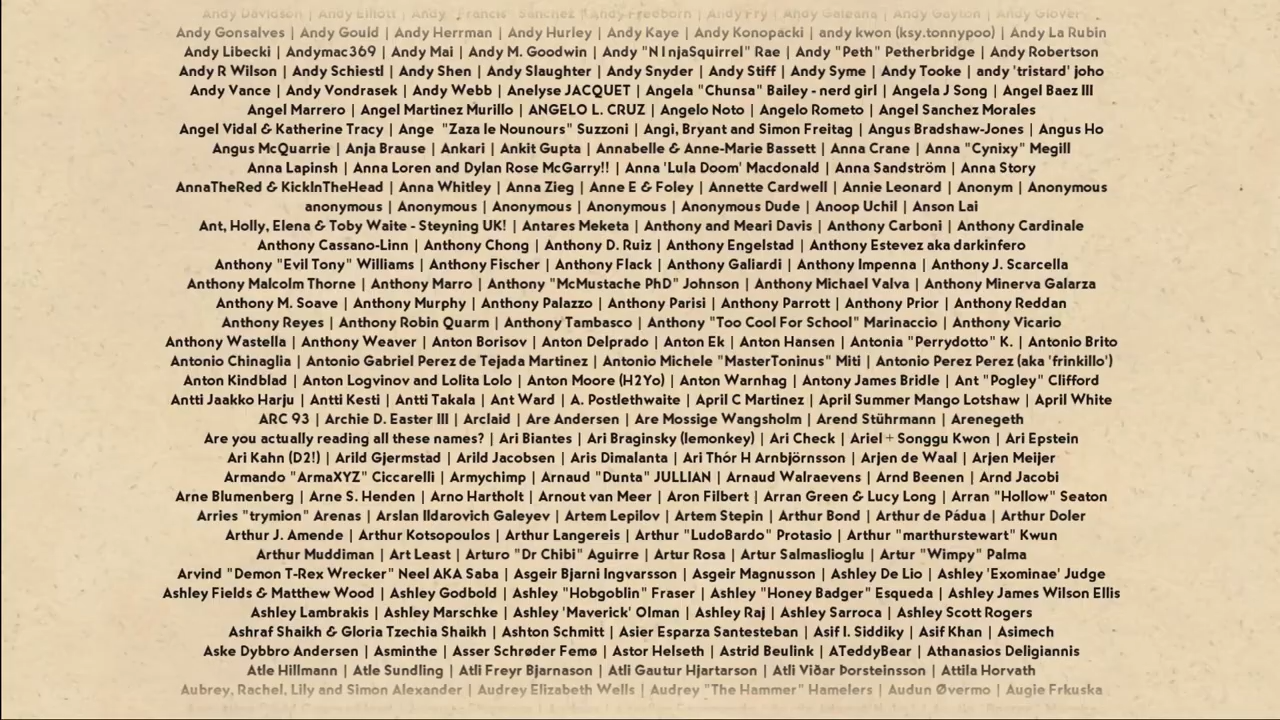 Andy Davidson | Andy Elliott | Andy "Francis" Sanchez | Andy Freeborn | Andy Fry | Andy Galeana | Andy Gayton | Andy Glover
Andy Gonsalves | Andy Gould | Andy Herrman | Andy Hurley | Andy Kaye | Andy Konopacki | andy kwon (ksy.tonnypoo) | Andy La Rubin
Andy Libecki | Andymac369 | Andy Mai | Andy M. Goodwin | Andy "N1njaSquirrel" Rae | Andy "Peth" Petherbridge | Andy Robertson
Andy R Wilson | Andy Schiestl | Andy Shen | Andy Slaughter | Andy Snyder | Andy Stiff | Andy Syme | Andy Tooke | andy 'tristard' joho
Andy Vance | Andy Vondrasek | Andy Webb | Anelyse JACQUET | Angela "Chunsa" Bailey - nerd girl | Angela J Song | Angel Baez III
Angel Marrero | Angel Martinez Murillo | ANGELO L. CRUZ | Angelo Noto | Angelo Rometo | Angel Sanchez Morales
Angel Vidal & Katherine Tracy | Ange "Zaza le Nounours" Suzzoni | Angi, Bryant and Simon Freitag | Angus Bradshaw-Jones | Angus Ho
Angus McQuarrie | Anja Brause | Ankari | Ankit Gupta | Annabelle & Anne-Marie Bassett | Anna Crane | Anna "Cynixy" Megill
Anna Lapinsh | Anna Loren and Dylan Rose McGarry!! | Anna 'Lula Doom' Macdonald | Anna Sandström | Anna Story
AnnaTheRed & KickInTheHead | Anna Whitley | Anna Zieg | Anne E & Foley | Annette Cardwell | Annie Leonard | Anonym | Anonymous
anonymous | Anonymous | Anonymous | Anonymous | Anonymous Dude | Anoop Uchil | Anson Lai
Ant, Holly, Elena & Toby Waite - Steyning UK! | Antares Meketa | Anthony and Meari Davis | Anthony Carboni | Anthony Cardinale
Anthony Cassano-Linn | Anthony Chong | Anthony D. Ruiz | Anthony Engelstad | Anthony Estevez aka darkinfero
Anthony "Evil Tony" Williams | Anthony Fischer | Anthony Flack | Anthony Galiardi | Anthony Impenna | Anthony J. Scarcella
Anthony Malcolm Thorne | Anthony Marro | Anthony "McMustache PhD" Johnson | Anthony Michael Valva | Anthony Minerva Galarza
Anthony M. Soave | Anthony Murphy | Anthony Palazzo | Anthony Parisi | Anthony Parrott | Anthony Prior | Anthony Reddan
Anthony Reyes | Anthony Robin Quarm | Anthony Tambasco | Anthony "Too Cool For School" Marinaccio | Anthony Vicario
Anthony Wastella | Anthony Weaver | Anton Borisov | Anton Delprado | Anton Ek | Anton Hansen | Antonia "Perrydotto" K. | Antonio Brito
Antonio Chinaglia | Antonio Gabriel Perez de Tejada Martinez | Antonio Michele "MasterToninus" Miti | Antonio Perez Perez (aka 'frinkillo')
Anton Kindblad | Anton Logvinov and Lolita Lolo | Anton Moore (H2Yo) | Anton Warnhag | Antony James Bridle | Ant "Pogley" Clifford
Antti Jaakko Harju | Antti Kesti | Antti Takala | Ant Ward | A. Postlethwaite | April C Martinez | April Summer Mango Lotshaw | April White
ARC 93 | Archie D. Easter III | Arclaid | Are Andersen | Are Mossige Wangsholm | Arend Stührmann | Arenegeth
Are you actually reading all these names? | Ari Biantes | Ari Braginsky (lemonkey) | Ari Check | Ariel + Songgu Kwon | Ari Epstein
Ari Kahn (D2!) | Arild Gjermstad | Arild Jacobsen | Aris Dimalanta | Ari Thór H Arnbjörnsson | Arjen de Waal | Arjen Meijer
Armando "ArmaXYZ" Ciccarelli | Armychimp | Arnaud "Dunta" JULLIAN | Arnaud Walraevens | Arnd Beenen | Arnd Jacobi
Arne Blumenberg | Arne S. Henden | Arno Hartholt | Arnout van Meer | Aron Filbert | Arran Green & Lucy Long | Arran "Hollow" Seaton
Arries "trymion" Arenas | Arslan Ildarovich Galeyev | Artem Lepilov | Artem Stepin | Arthur Bond | Arthur de Pádua | Arthur Doler
Arthur J. Amende | Arthur Kotsopoulos | Arthur Langereis | Arthur "LudoBardo" Protasio | Arthur "marthurstewart" Kwun
Arthur Muddiman | Art Least | Arturo "Dr Chibi" Aguirre | Artur Rosa | Artur Salmaslioglu | Artur "Wimpy" Palma
Arvind "Demon T-Rex Wrecker" Neel AKA Saba | Asgeir Bjarni Ingvarsson | Asgeir Magnusson | Ashley De Lio | Ashley 'Exominae' Judge
Ashley Fields & Matthew Wood | Ashley Godbold | Ashley "Hobgoblin" Fraser | Ashley "Honey Badger" Esqueda | Ashley James Wilson Ellis
Ashley Lambrakis | Ashley Marschke | Ashley 'Maverick' Olman | Ashley Raj | Ashley Sarroca | Ashley Scott Rogers
Ashraf Shaikh & Gloria Tzechia Shaikh | Ashton Schmitt | Asier Esparza Santesteban | Asif I. Siddiky | Asif Khan | Asimech
Aske Dybbro Andersen | Asminthe | Asser Schrøder Femø | Astor Helseth | Astrid Beulink | ATeddyBear | Athanasios Deligiannis
Atle Hillmann | Atle Sundling | Atli Freyr Bjarnason | Atli Gautur Hjartarson | Atli Viðar Þorsteinsson | Attila Horvath
Aubrey, Rachel, Lily and Simon Alexander | Audrey Elizabeth Wells | Audrey "The Hammer" Hamelers | Audun Øvermo | Augie Frkuska